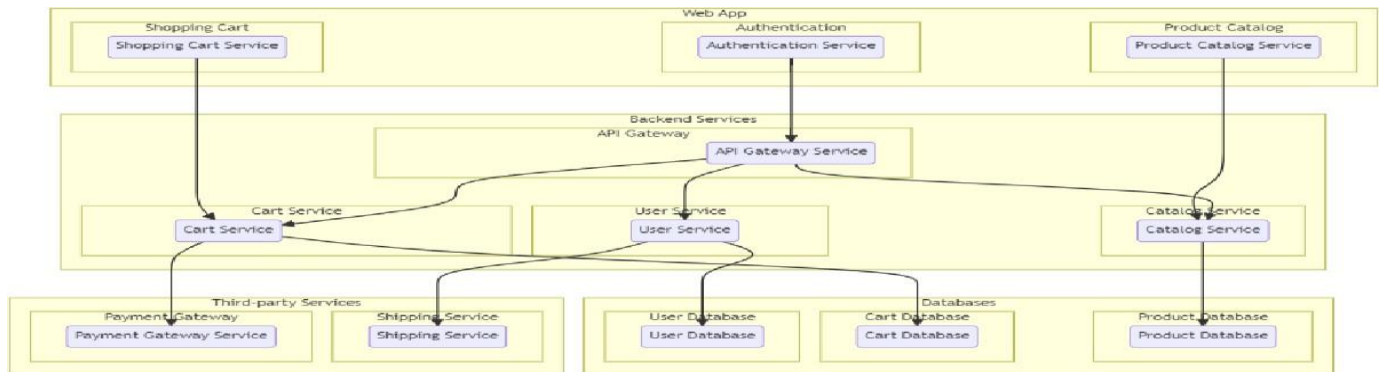 Web App
Shopping Cart
Authentication
Product Catalog
Shopping Cart Service
Authentication Service
Product Catalog Service
Backend Services
API Gateway
API Gateway Service
Cart Service
User Service
Catalog Service
Cart Service
User Service
Catalog Service
Third-party Services
Databases
Payment Gateway
Shipping Service
User Database
Cart Database
Product Database
Payment Gateway Service
Shipping Service
User Database
Cart Database
Product Database